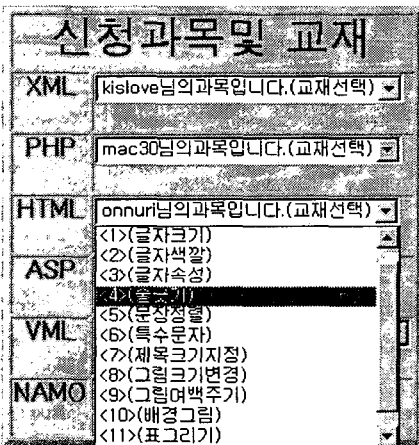 신청과목및 교재
XML kislove님의과목입니다.(교재선택)
PHP mac30님의과목입니다.(교재선택)
HTML onnuri님의과목입니다.(교재선택)
<1>(글자크기)
<2>(글자색깔)
<3>(글자속성)
ASP
<4>(줄긋기)
<5>(문장정렬)
<6>(특수문자)
VML
<7>(제목크기지정)
<8>(그림크기변경)
NAMO
<9>(그림여백주기)
<10>(배경그림)
<11>(표그리기)